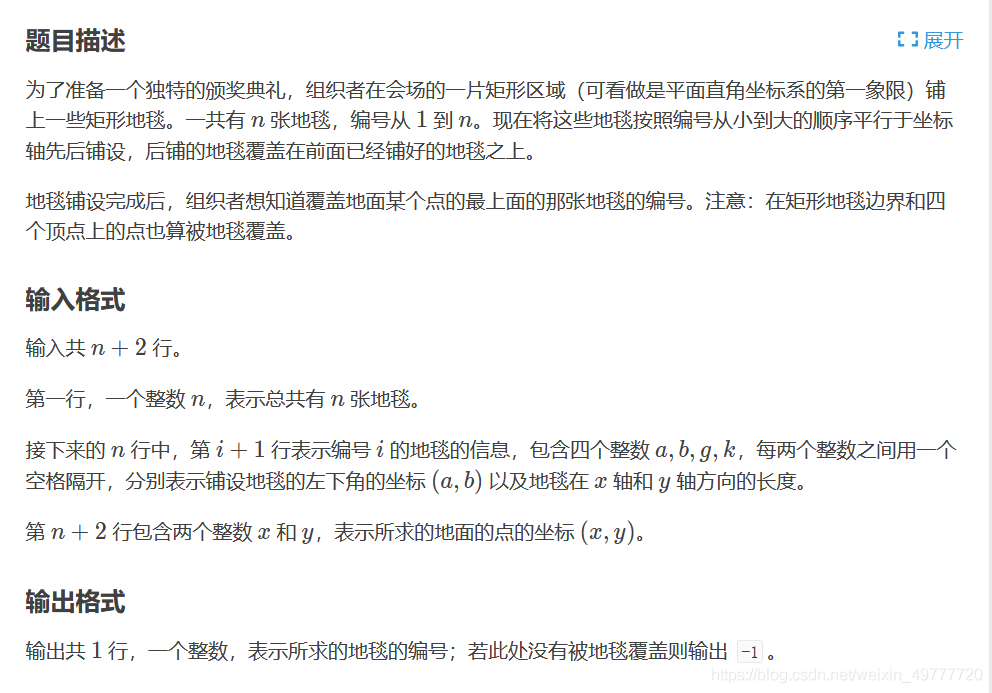 题目描述
展开
为了准备一个独特的颁奖典礼，组织者在会场的一片矩形区域（可看做是平面直角坐标系的第一象限）铺
上一些矩形地毯。一共有 n 张地毯，编号从 1 到 n。现在将这些地毯按照编号从小到大的顺序平行于坐标
轴先后铺设，后铺的地毯覆盖在前面已经铺好的地毯之上。
地毯铺设完成后，组织者想知道覆盖地面某个点的最上面的那张地毯的编号。注意：在矩形地毯边界和四
个顶点上的点也算被地毯覆盖。
输入格式
输入共 n + 2 行。
第一行，一个整数 n，表示总共有 n 张地毯。
接下来的 n 行中，第 i + 1 行表示编号 i 的地毯的信息，包含四个整数 a, b, g, k，每两个整数之间用一个
空格隔开，分别表示铺设地毯的左下角的坐标 (a, b) 以及地毯在 x 轴和 y 轴方向的长度。
第 n + 2 行包含两个整数 x 和 y，表示所求的地面的点的坐标 (x, y)。
输出格式
输出共 1 行，一个整数，表示所求的地毯的编号；若此处没有被地毯覆盖则输出 -1 。
https://blog.csdn.net/weixin_49777720